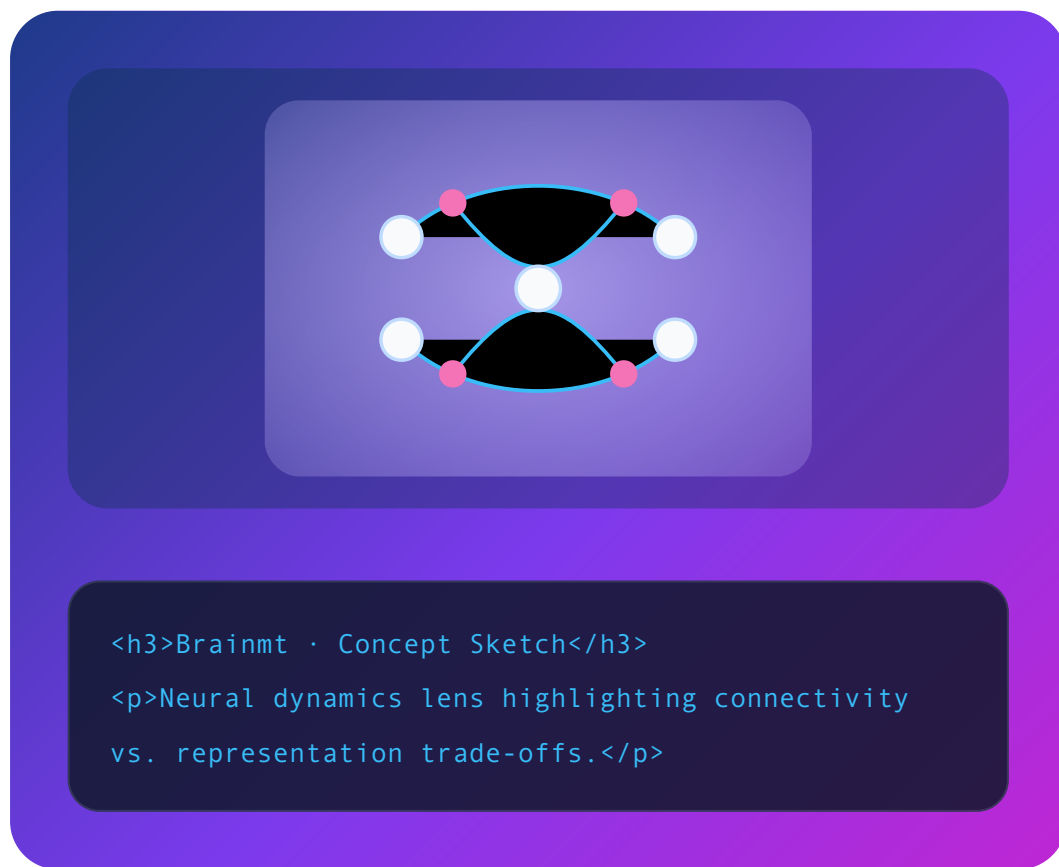 <h3>Brainmt · Concept Sketch</h3>
<p>Neural dynamics lens highlighting connectivity
vs. representation trade-offs.</p>